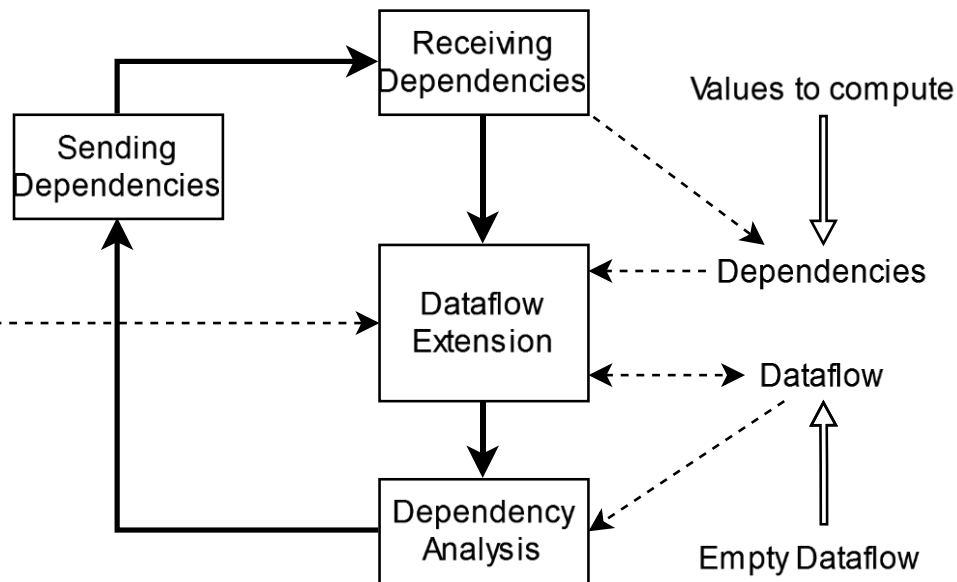 Receiving
Dependencies
Values to compute
Sending
Dependencies
Dependencies
Dataflow
Extension
Dataflow
Dependency
Analysis
Empty Dataflow